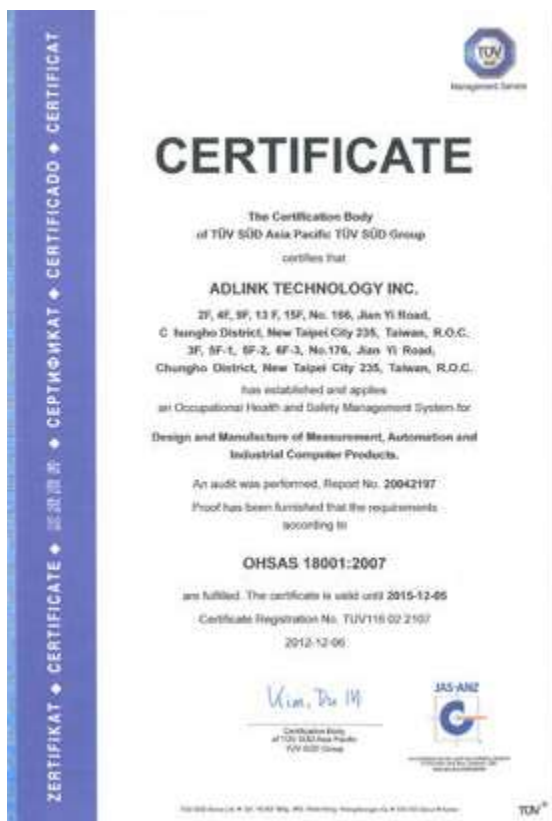 TÜV
SÜD
Management Service
CERTIFICATE
The Certification Body
of TÜV SÜD Asia Pacific TÜV SÜD Group
certifies that
ADLINK TECHNOLOGY INC.
2F, 4F, 9F, 13 F, 15F, No. 166, Jian Yi Road,
C hungho District, New Taipei City 235, Taiwan, R.O.C.
3F, 5F-1, 5F-2, 6F-3, No.176, Jian Yi Road,
Chungho District, New Taipei City 235, Taiwan, R.O.C.
has established and applies
an Occupational Health and Safety Management System for
Design and Manufacture of Measurement, Automation and
Industrial Computer Products.
An audit was performed, Report No. 20042197
Proof has been furnished that the requirements
according to
OHSAS 18001:2007
are fulfilled. The certificate is valid until 2015-12-05
Certificate Registration No. TUV116 02 2107
2012-12-06
Kim, Du Il
Certification Body
of TÜV SÜD Asia Pacific
TÜV SÜD Group
JAS-ANZ
TÜV®
ZERTIFIKAT ◆ CERTIFICATE ◆ 認證證書 ◆ СЕРТИФИКАТ ◆ CERTIFICADO ◆ CERTIFICAT